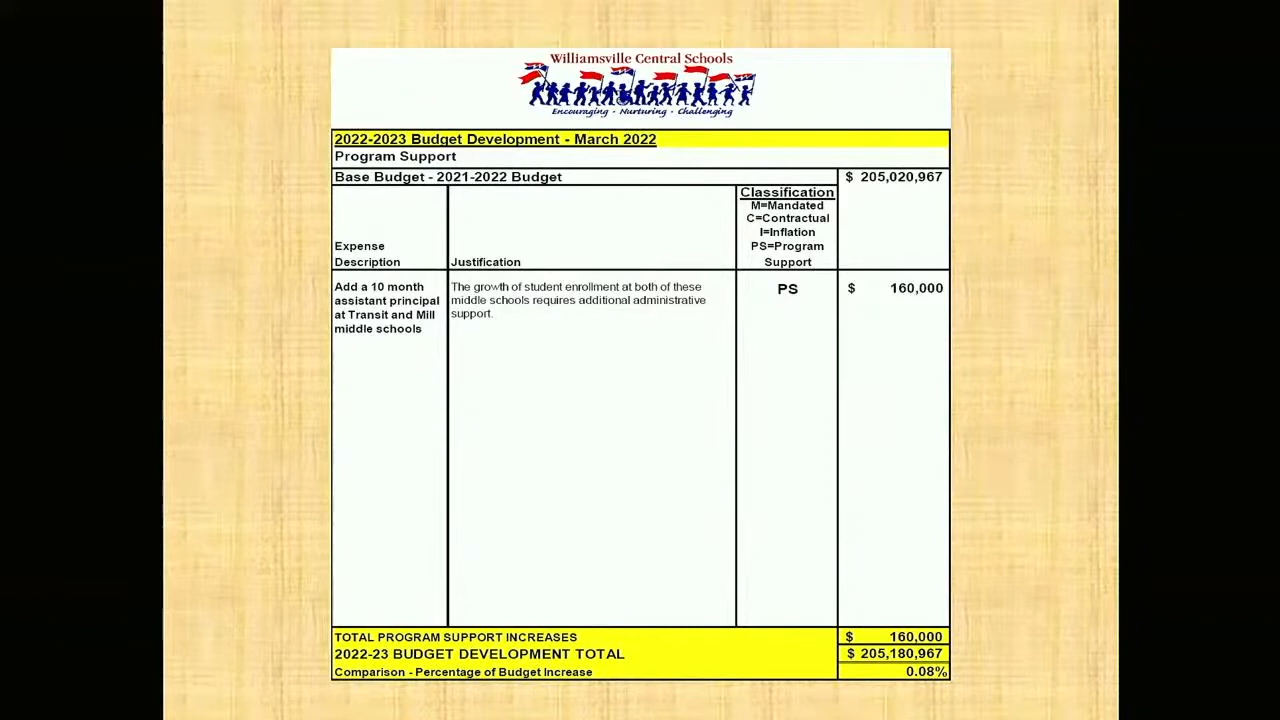 Williamsville Central Schools
Encouraging - Nurturing - Challenging
2022-2023 Budget Development - March 2022
Program Support
Base Budget - 2021-2022 Budget $ 205,020,967
Classification
M=Mandated
C=Contractual
I=Inflation
Expense PS=Program
Description Justification Support
Add a 10 month The growth of student enrollment at both of these PS $ 160,000
assistant principal middle schools requires additional administrative
at Transit and Mill support.
middle schools
TOTAL PROGRAM SUPPORT INCREASES $ 160,000
2022-23 BUDGET DEVELOPMENT TOTAL $ 205,180,967
Comparison - Percentage of Budget Increase 0.08%